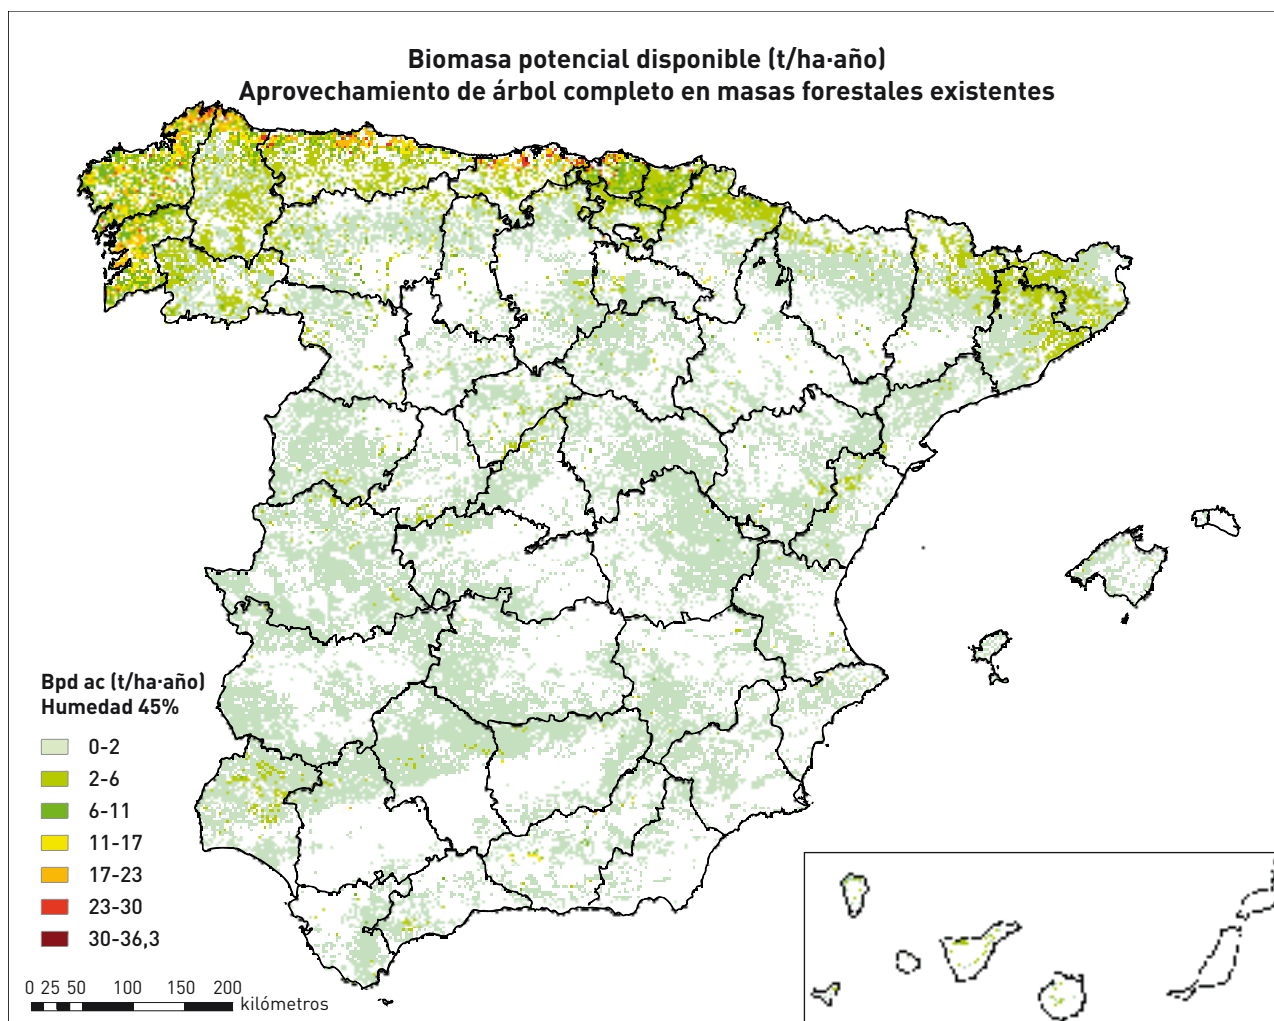 Biomasa potencial disponible (t/ha·año)
Aprovechamiento de árbol completo en masas forestales existentes
Bpd ac (t/ha·año)
Humedad 45%
0-2
2-6
6-11
11-17
17-23
23-30
30-36,3
0 25 50 100 150 200
kilómetros